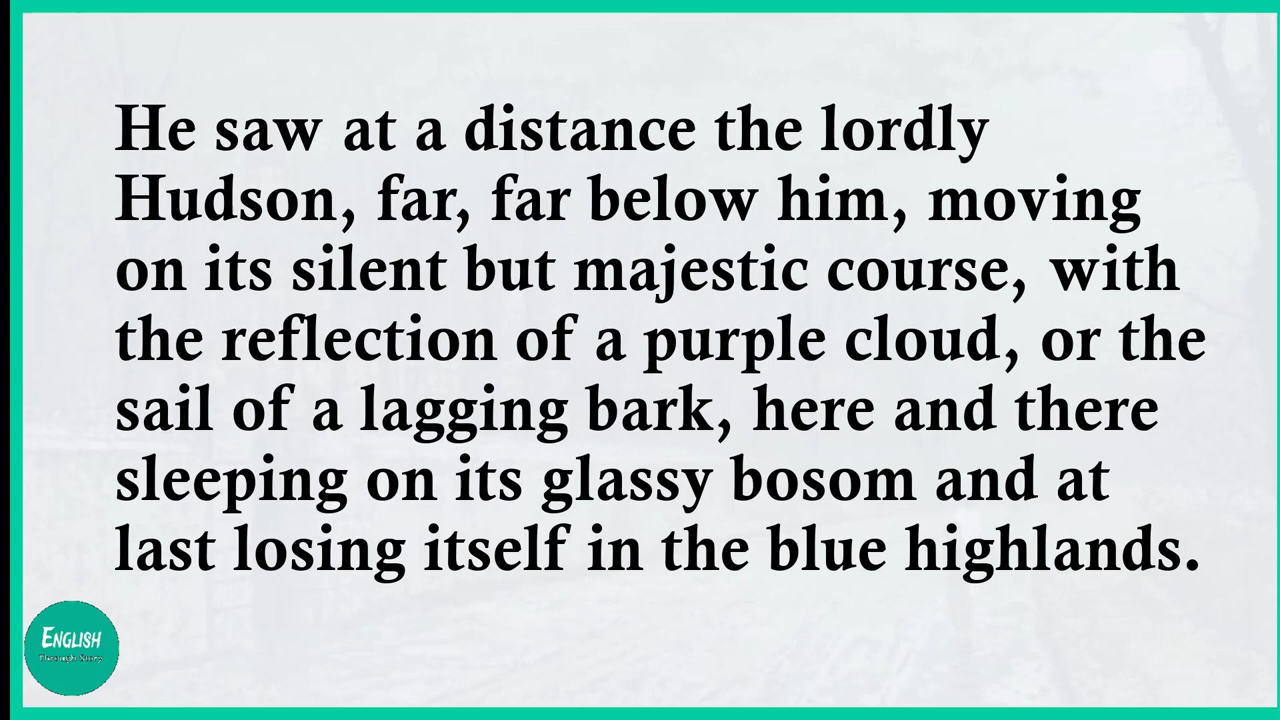 He saw at a distance the lordly
Hudson, far, far below him, moving
on its silent but majestic course, with
the reflection of a purple cloud, or the
sail of a lagging bark, here and there
sleeping on its glassy bosom and at
last losing itself in the blue highlands.
ENGLISH
Through Story